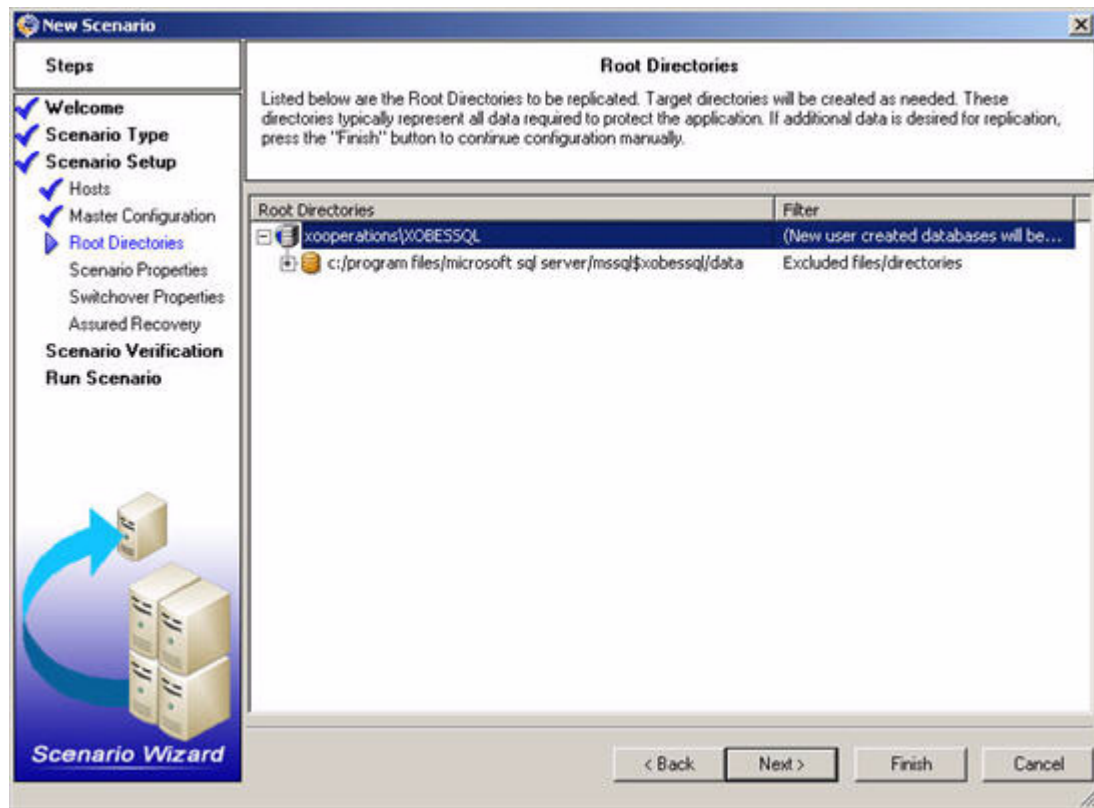 New Scenario
Steps
Welcome
Scenario Type
Scenario Setup
Hosts
Master Configuration
Root Directories
Scenario Properties
Switchover Properties
Assured Recovery
Scenario Verification
Run Scenario
Scenario Wizard
Root Directories
Listed below are the Root Directories to be replicated. Target directories will be created as needed. These
directories typically represent all data required to protect the application. If additional data is desired for replication,
press the "Finish" button to continue configuration manually.
Root Directories Filter
xooperations\XOBESSQL (New user created databases will be...
c:/program files/microsoft sql server/mssql$xobessql/data Excluded files/directories
< Back Next > Finish Cancel